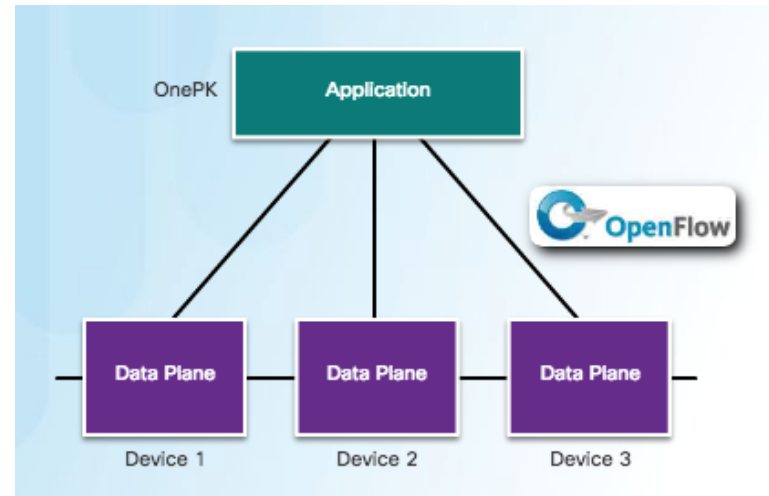 OnePK
Application
OpenFlow
Data Plane
Data Plane
Data Plane
Device 1
Device 2
Device 3